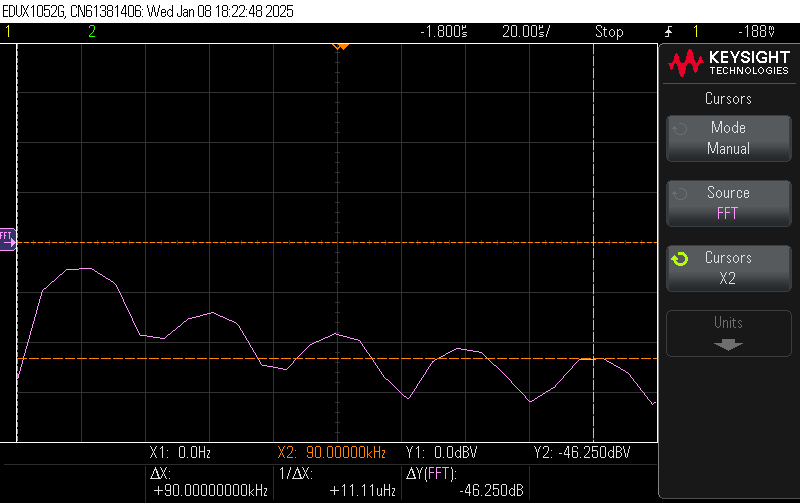 EDUX1052G, CN61381406: Wed Jan 08 18:22:48 2025
1 2 -1.800s 20.00s/ Stop 1 -188V
KEYSIGHT
TECHNOLOGIES
Cursors
Mode
Manual
Source
FFT
Cursors
X2
Units
FFT
X1: 0.0Hz X2: 90.00000kHz Y1: 0.0dBV Y2: -46.250dBV
ΔX: 1/ΔX: ΔY(FFT):
+90.00000000kHz +11.11uHz -46.250dB